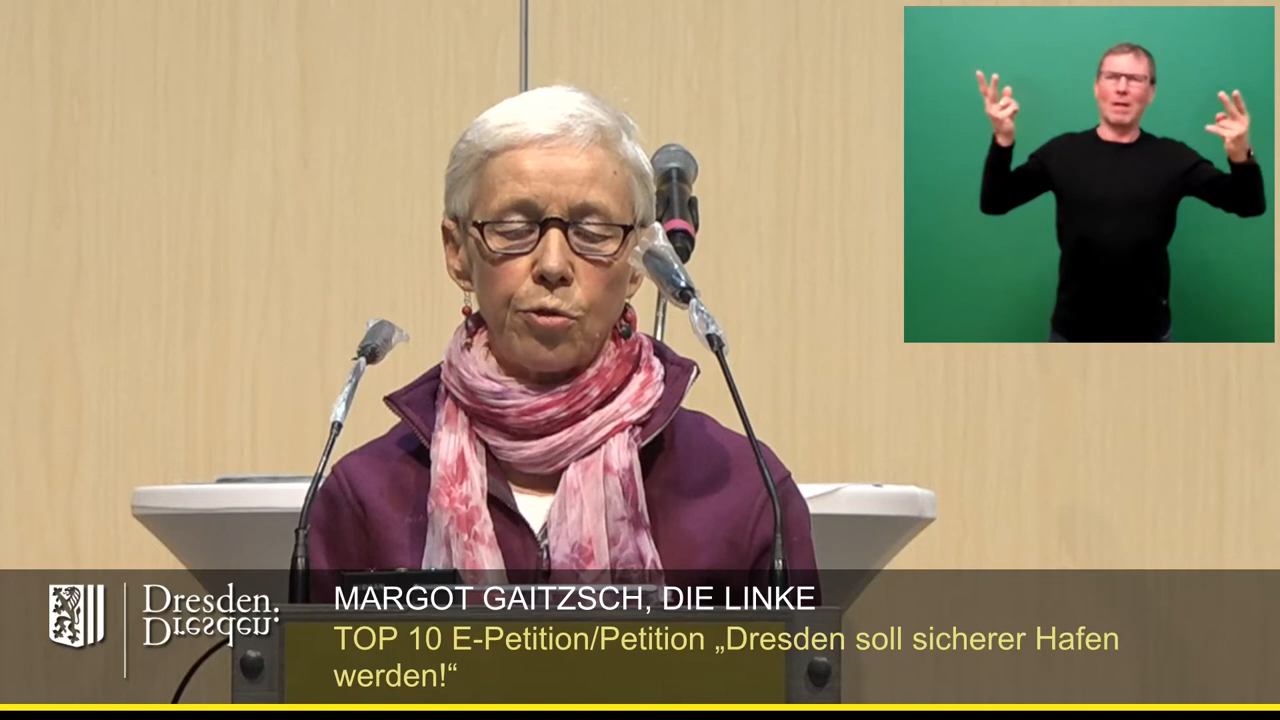 MARGOT GAITZSCH, DIE LINKE
Dresden.
Dresden.
TOP 10 E-Petition/Petition „Dresden soll sicherer Hafen
werden!“